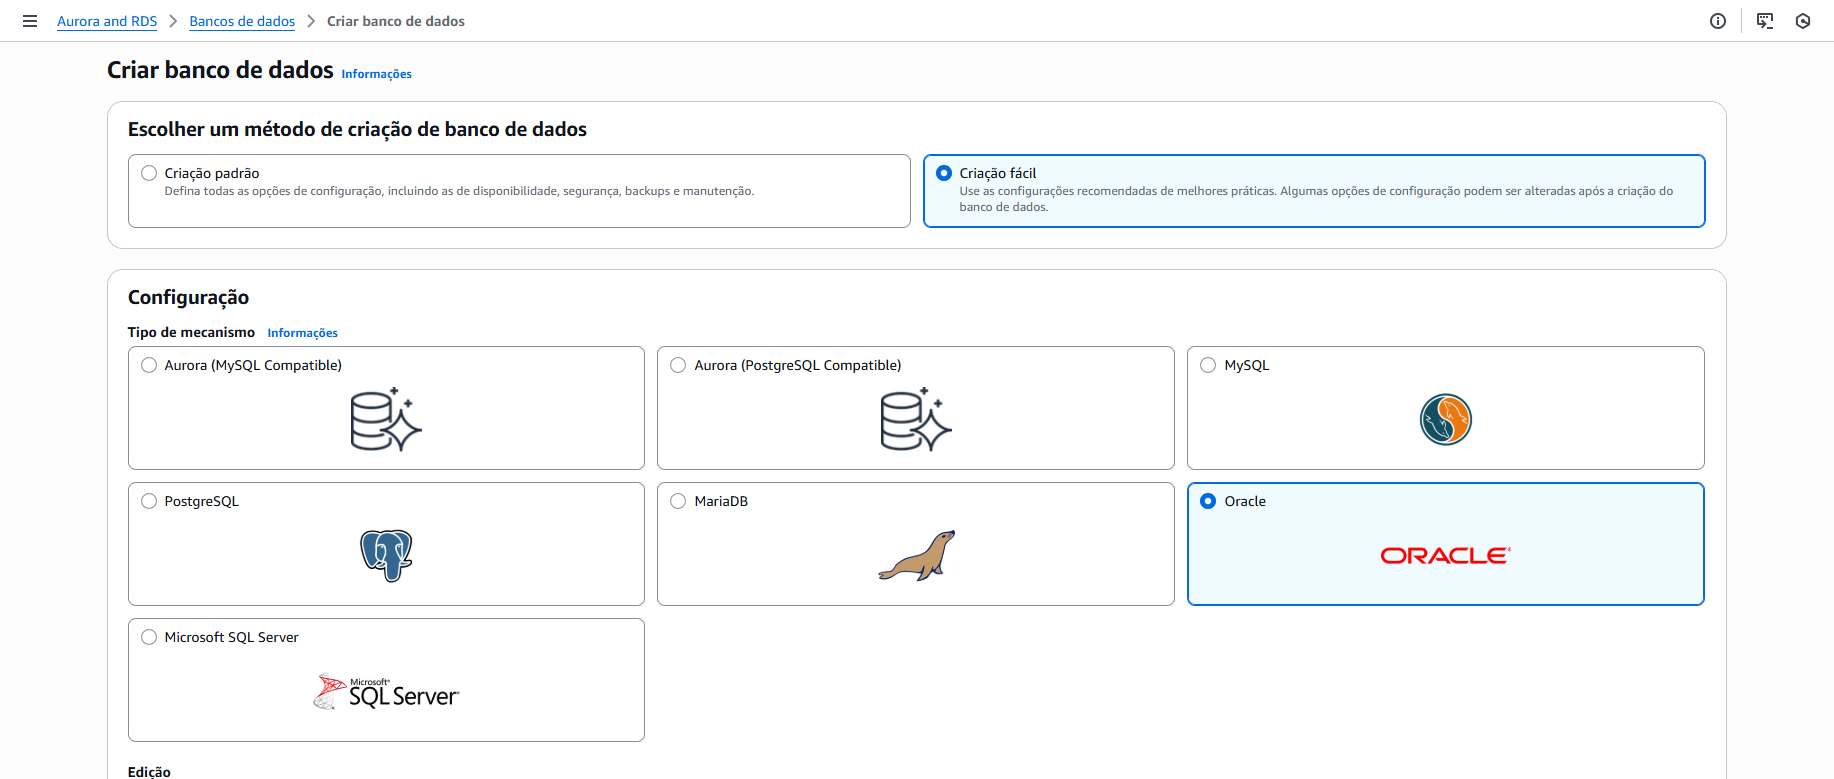 Aurora and RDS > Bancos de dados > Criar banco de dados
Criar banco de dados Informações
Escolher um método de criação de banco de dados
Criação padrão
Defina todas as opções de configuração, incluindo as de disponibilidade, segurança, backups e manutenção.
Criação fácil
Use as configurações recomendadas de melhores práticas. Algumas opções de configuração podem ser alteradas após a criação do
banco de dados.
Configuração
Tipo de mecanismo Informações
Aurora (MySQL Compatible)
Aurora (PostgreSQL Compatible)
MySQL
PostgreSQL
MariaDB
Oracle
ORACLE®
Microsoft SQL Server
Microsoft®
SQL Server®
Edição